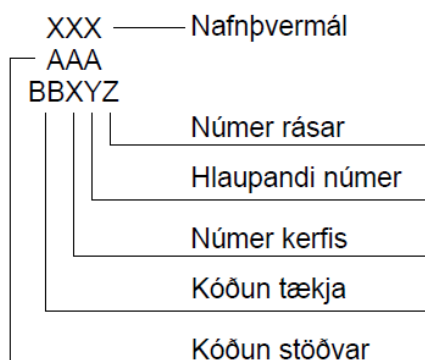 XXX Nafnþvermál
AAA
BBXYZ
Númer rásar
Hlaupandi númer
Númer kerfis
Kóðun tækja
Kóðun stöðvar